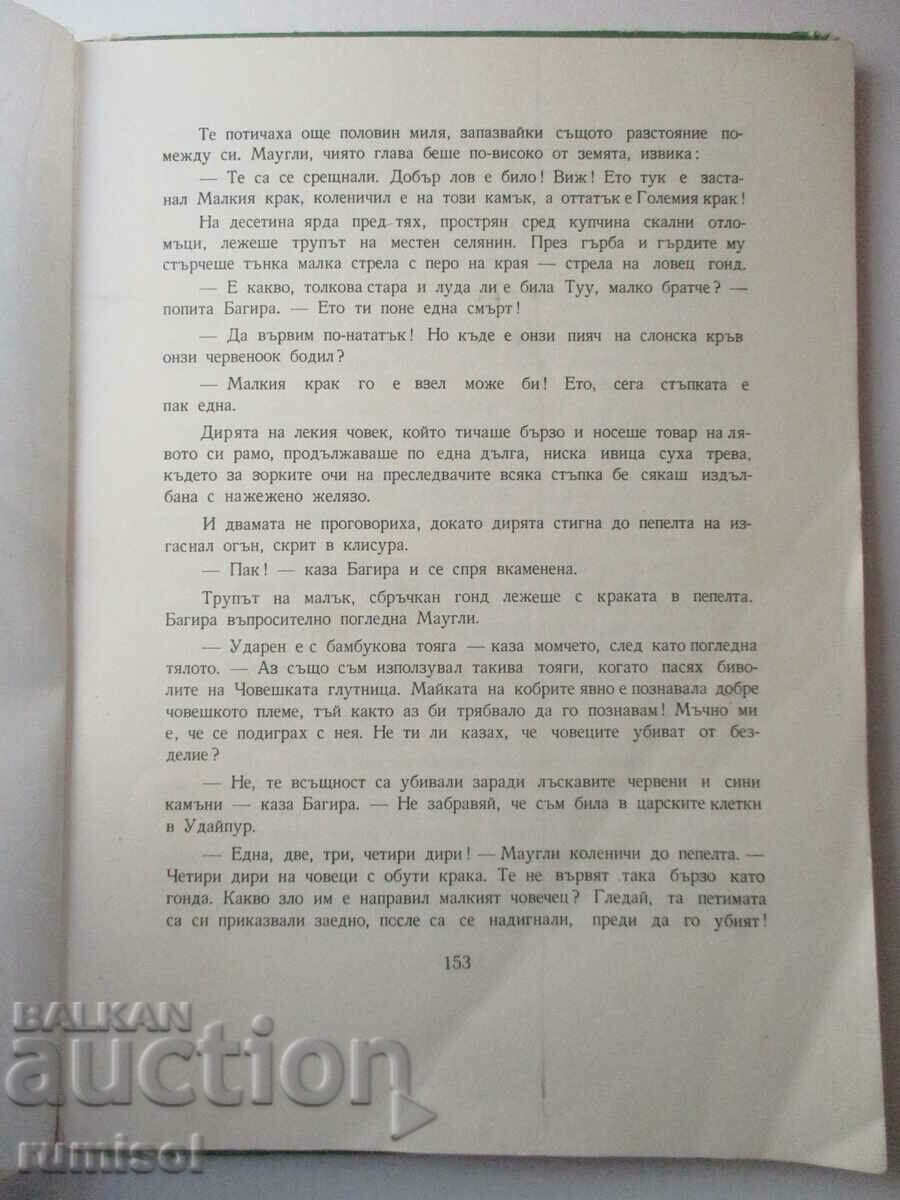 Те потичаха още половин миля, запазвайки същото разстояние по-
между си. Маугли, чиято глава беше по-високо от земята, извика:
— Те са се срещнали. Добър лов е било! Виж! Ето тук е заста-
нал Малкия крак, коленичил е на този камък, а оттатък е Големия крак!
На десетина ярда пред тях, прострян сред купчина скални отло-
мъци, лежеше трупът на местен селянин. През гърба и гърдите му
стърчеше тънка малка стрела с перо на края — стрела на ловец гонд.
— Е какво, толкова стара и луда ли е била Туу, малко братче? —
попита Багира. — Ето ти поне една смърт!
— Да вървим по-нататък! Но къде е онзи пияч на слонска кръв
онзи червеноок бодил?
— Малкия крак го е взел може би! Ето, сега стъпката е
пак една.
Дирята на лекия човек, който тичаше бързо и носеше товар на ля-
вото си рамо, продължаваше по една дълга, ниска ивица суха трева,
където за зорките очи на преследвачите всяка стъпка бе сякаш издъл-
бана с нажежено желязо.
И двамата не проговориха, докато дирята стигна до пепелта на из-
гаснал огън, скрит в клисура.
— Пак! — каза Багира и се спря вкаменена.
Трупът на малък, сбръчкан гонд лежеше с краката в пепелта.
Багира въпросително погледна Маугли.
— Ударен е с бамбукова тояга — каза момчето, след като погледна
тялото. — Аз също съм използувал такива тояги, когато пасях биво-
лите на Човешката глутница. Майката на кобрите явно е познавала добре
човешкото племе, тъй както аз би трябвало да го познавам! Мъчно ми
е, че се подиграх с нея. Не ти ли казах, че човеците убиват от без-
делие?
— Не, те всъщност са убивали заради лъскавите червени и сини
камъни — каза Багира. — Не забравяй, че съм била в царските клетки
в Удайпур.
— Една, две, три, четири дири! — Маугли коленичи до пепелта. —
Четири дири на човеци с обути крака. Те не вървят така бързо като
гонда. Какво зло им е направил малкият човечец? Гледай, та петимата
са си приказвали заедно, после са се надигнали, преди да го убият!
153
BALKAN
auction
rumisol